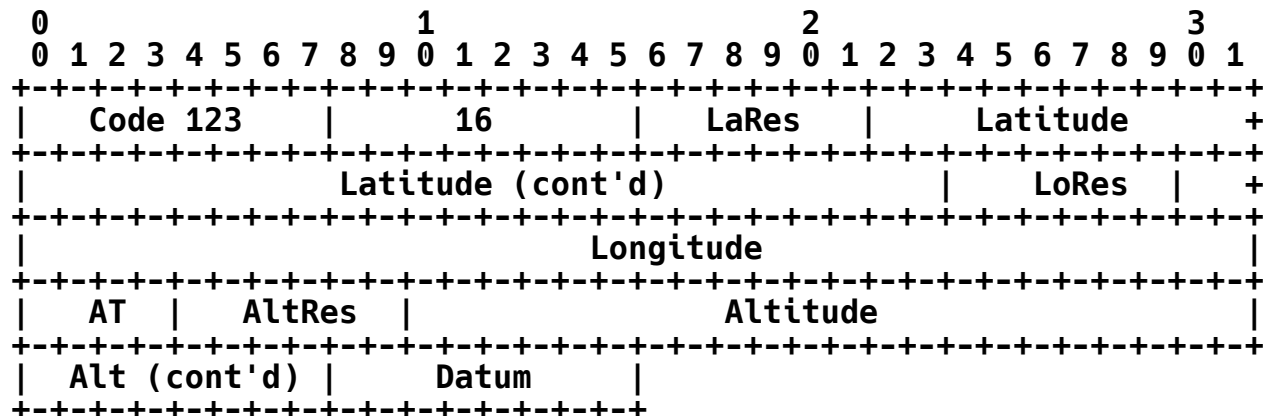 0                   1                   2                   3
 0 1 2 3 4 5 6 7 8 9 0 1 2 3 4 5 6 7 8 9 0 1 2 3 4 5 6 7 8 9 0 1
+-+-+-+-+-+-+-+-+-+-+-+-+-+-+-+-+-+-+-+-+-+-+-+-+-+-+-+-+-+-+-+-+
|   Code 123    |      16       |   LaRes   |     Latitude      +
+-+-+-+-+-+-+-+-+-+-+-+-+-+-+-+-+-+-+-+-+-+-+-+-+-+-+-+-+-+-+-+-+
|                Latitude (cont'd)              |    LoRes  |   +
+-+-+-+-+-+-+-+-+-+-+-+-+-+-+-+-+-+-+-+-+-+-+-+-+-+-+-+-+-+-+-+-+
|                             Longitude                         |
+-+-+-+-+-+-+-+-+-+-+-+-+-+-+-+-+-+-+-+-+-+-+-+-+-+-+-+-+-+-+-+-+
|   AT  |   AltRes  |                Altitude                   |
+-+-+-+-+-+-+-+-+-+-+-+-+-+-+-+-+-+-+-+-+-+-+-+-+-+-+-+-+-+-+-+-+
|  Alt (cont'd) |     Datum     |
+-+-+-+-+-+-+-+-+-+-+-+-+-+-+-+-+